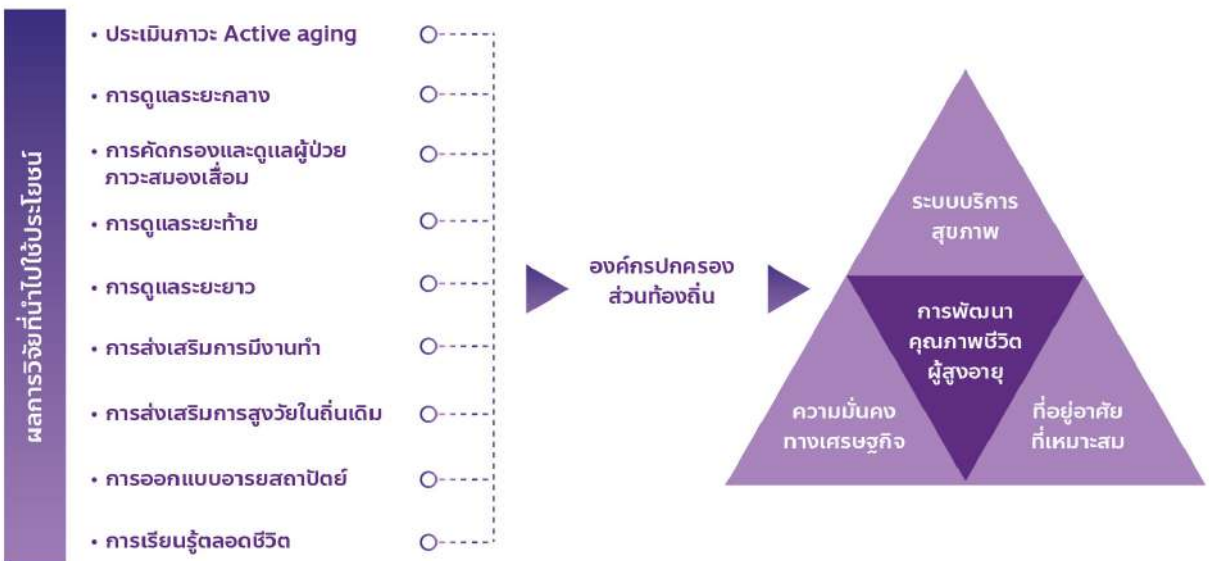 ผลการวิจัยที่นำไปใช้ประโยชน์
• ประเมินภาวะ Active aging
• การดูแลระยะกลาง
• การคัดกรองและดูแลผู้ป่วย
ภาวะสมองเสื่อม
• การดูแลระยะท้าย
• การดูแลระยะยาว
• การส่งเสริมการมีงานทำ
• การส่งเสริมการสูงวัยในถิ่นเดิม
• การออกแบบอารยสถาปัตย์
• การเรียนรู้ตลอดชีวิต
องค์กรปกครอง
ส่วนท้องถิ่น
ระบบบริการ
สุขภาพ
การพัฒนา
คุณภาพชีวิต
ผู้สูงอายุ
ความมั่นคง
ทางเศรษฐกิจ
ที่อยู่อาศัย
ที่เหมาะสม